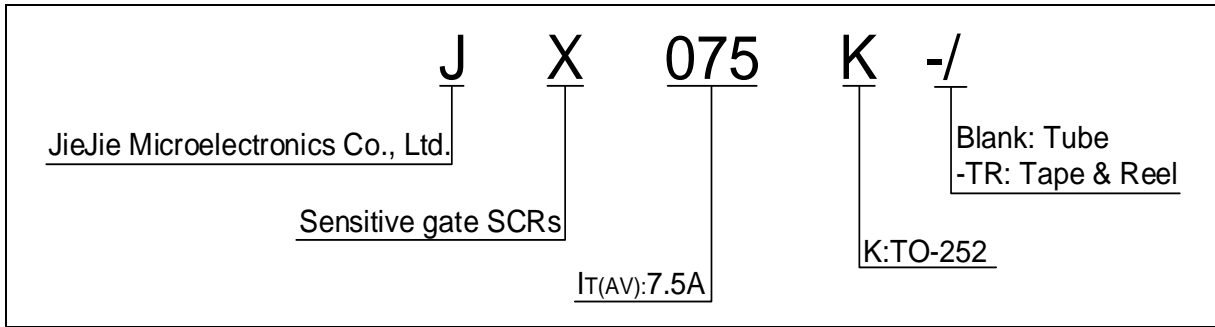 J X 075 K -/
JieJie Microelectronics Co., Ltd.
Blank: Tube
-TR: Tape & Reel
Sensitive gate SCRs
K:TO-252
IT(AV):7.5A